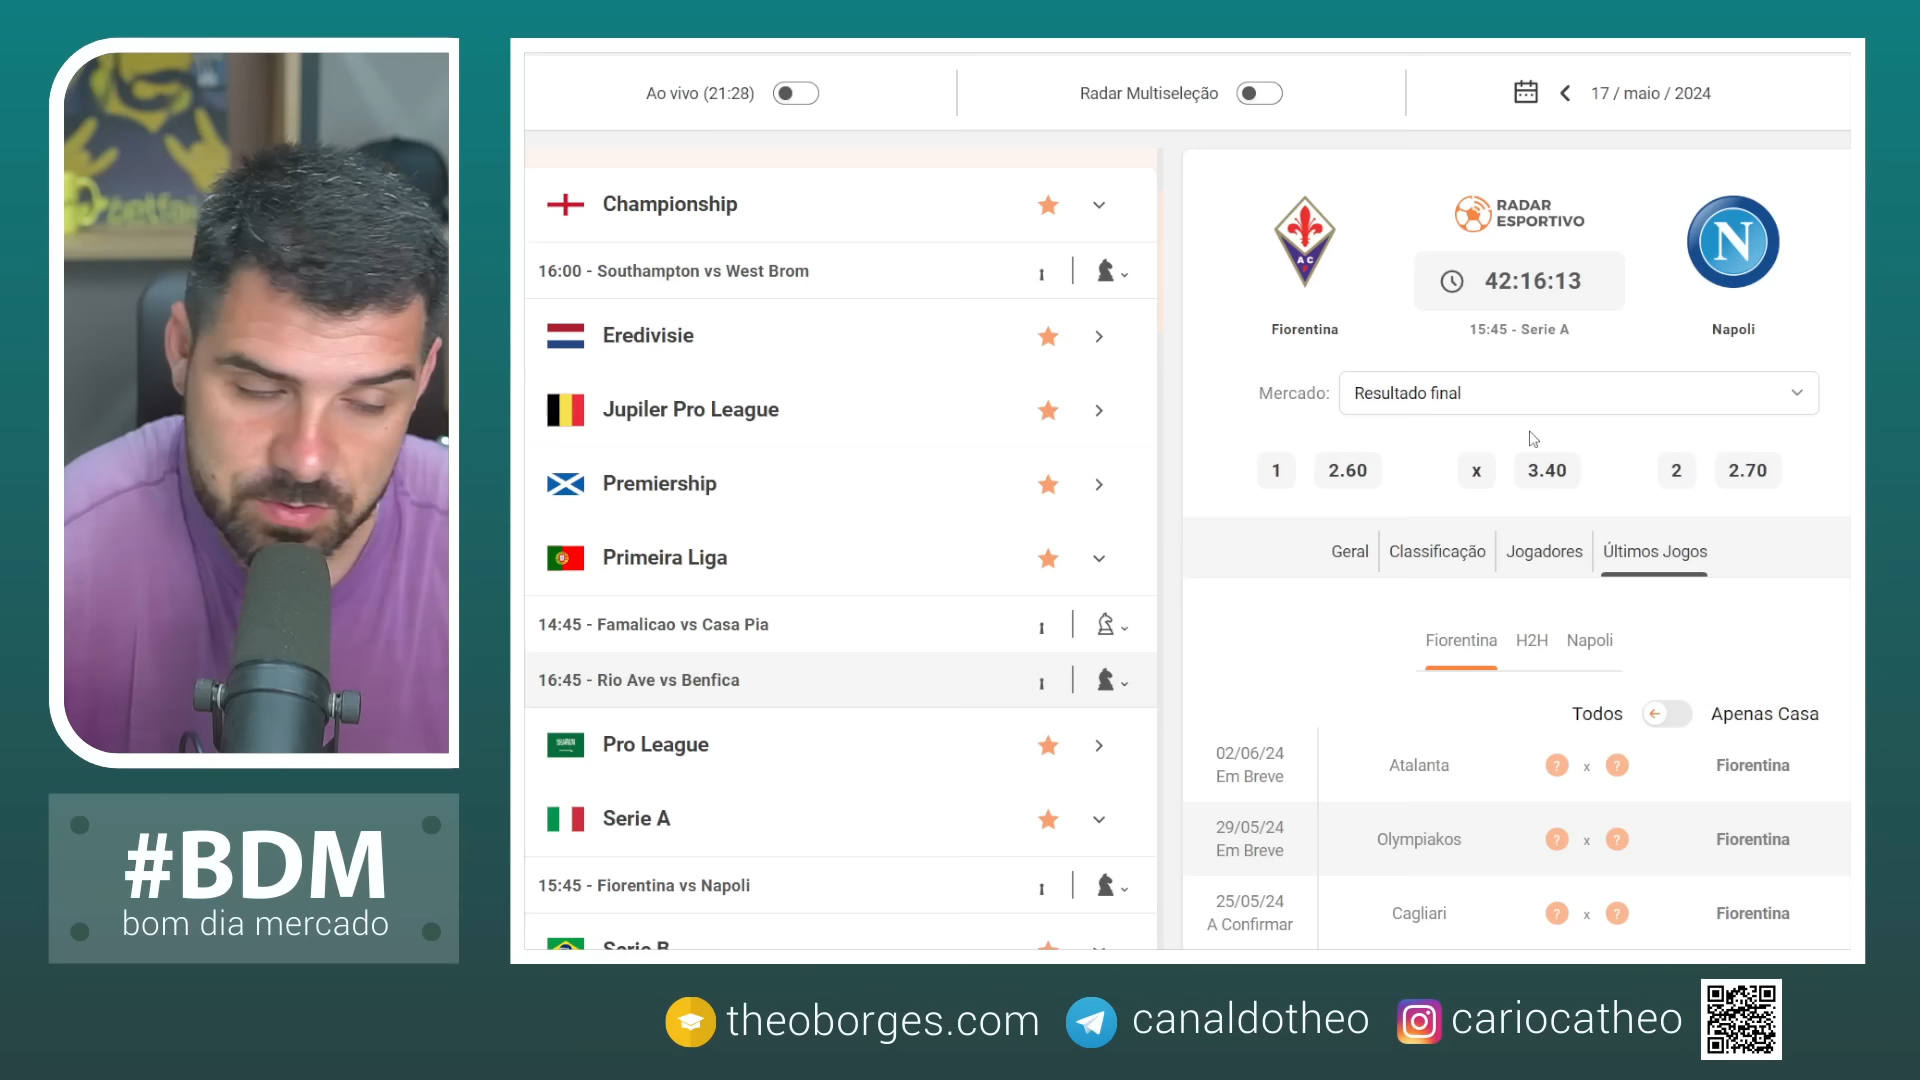 Ao vivo (21:28)
Radar Multiseleção
17 / maio / 2024
Championship
16:00 - Southampton vs West Brom
Eredivisie
Jupiler Pro League
Premiership
Primeira Liga
14:45 - Famalicao vs Casa Pia
16:45 - Rio Ave vs Benfica
Pro League
Serie A
15:45 - Fiorentina vs Napoli
Serie B
RADAR
ESPORTIVO
42:16:13
Fiorentina
15:45 - Serie A
Napoli
Mercado: Resultado final
1 2.60 x 3.40 2 2.70
Geral Classificação Jogadores Últimos Jogos
Fiorentina H2H Napoli
Todos Apenas Casa
02/06/24
Em Breve
Atalanta ? x ? Fiorentina
29/05/24
Em Breve
Olympiakos ? x ? Fiorentina
25/05/24
A Confirmar
Cagliari ? x ? Fiorentina
AC
N
betfair
#BDM
bom dia mercado
theoborges.com
canaldotheo
cariocatheo